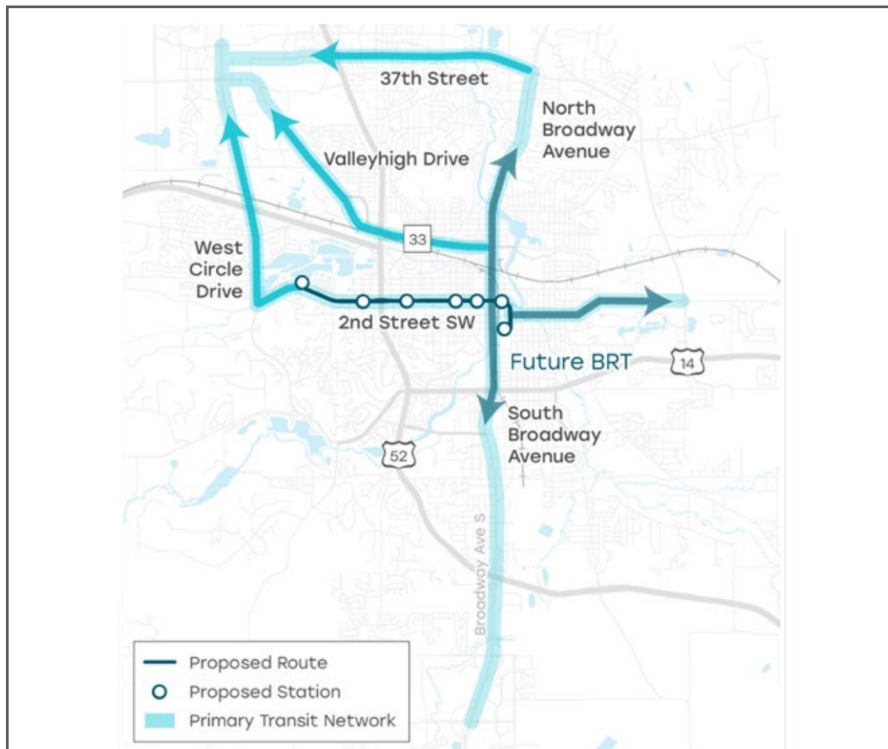 37th Street
North
Broadway
Avenue
Valleyhigh Drive
33
West
Circle
Drive
2nd Street SW
Future BRT
14
South
Broadway
Avenue
52
Broadway Ave S
Proposed Route
Proposed Station
Primary Transit Network